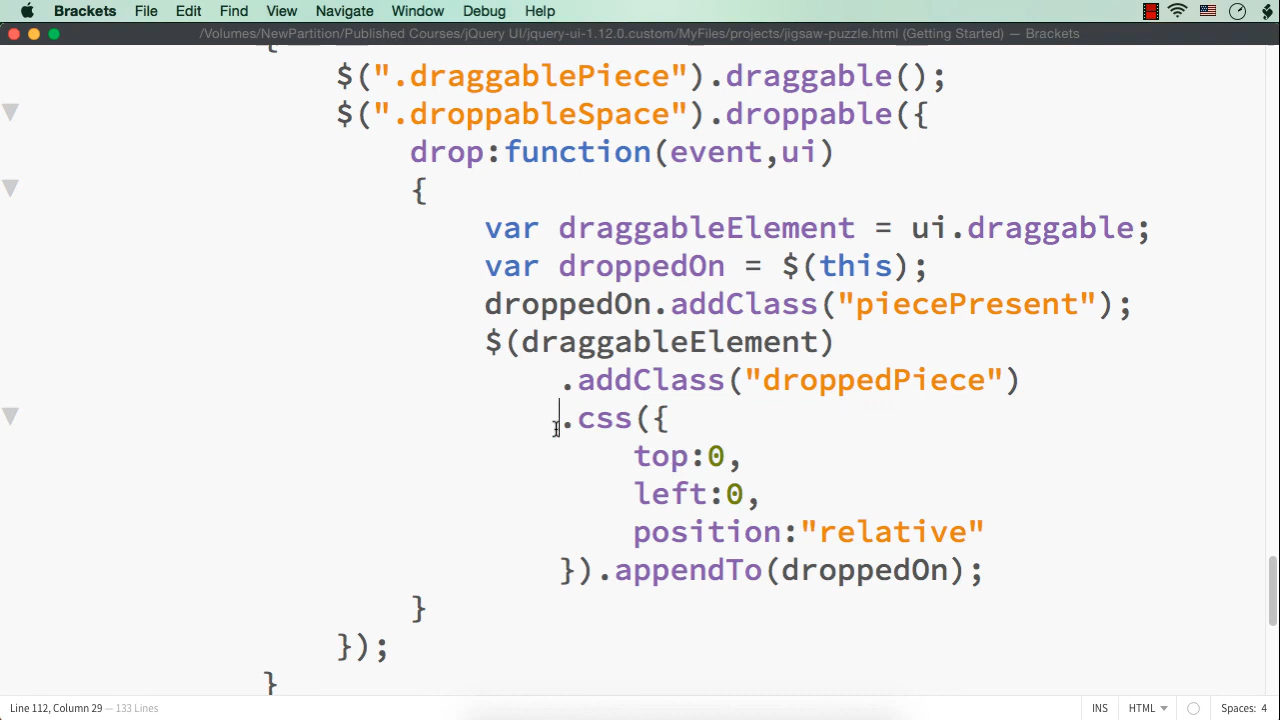 Brackets File Edit Find View Navigate Window Debug Help
/Volumes/NewPartition/Published Courses/jQuery UI/jquery-ui-1.12.0.custom/MyFiles/projects/jigsaw-puzzle.html (Getting Started) — Brackets
{
$(".draggablePiece").draggable();
$(".droppableSpace").droppable({
drop:function(event,ui)
{
var draggableElement = ui.draggable;
var droppedOn = $(this);
droppedOn.addClass("piecePresent");
$(draggableElement)
.addClass("droppedPiece")
.css({
top:0,
left:0,
position:"relative"
}).appendTo(droppedOn);
}
});
}
Line 112, Column 29 — 133 Lines INS HTML Spaces: 4